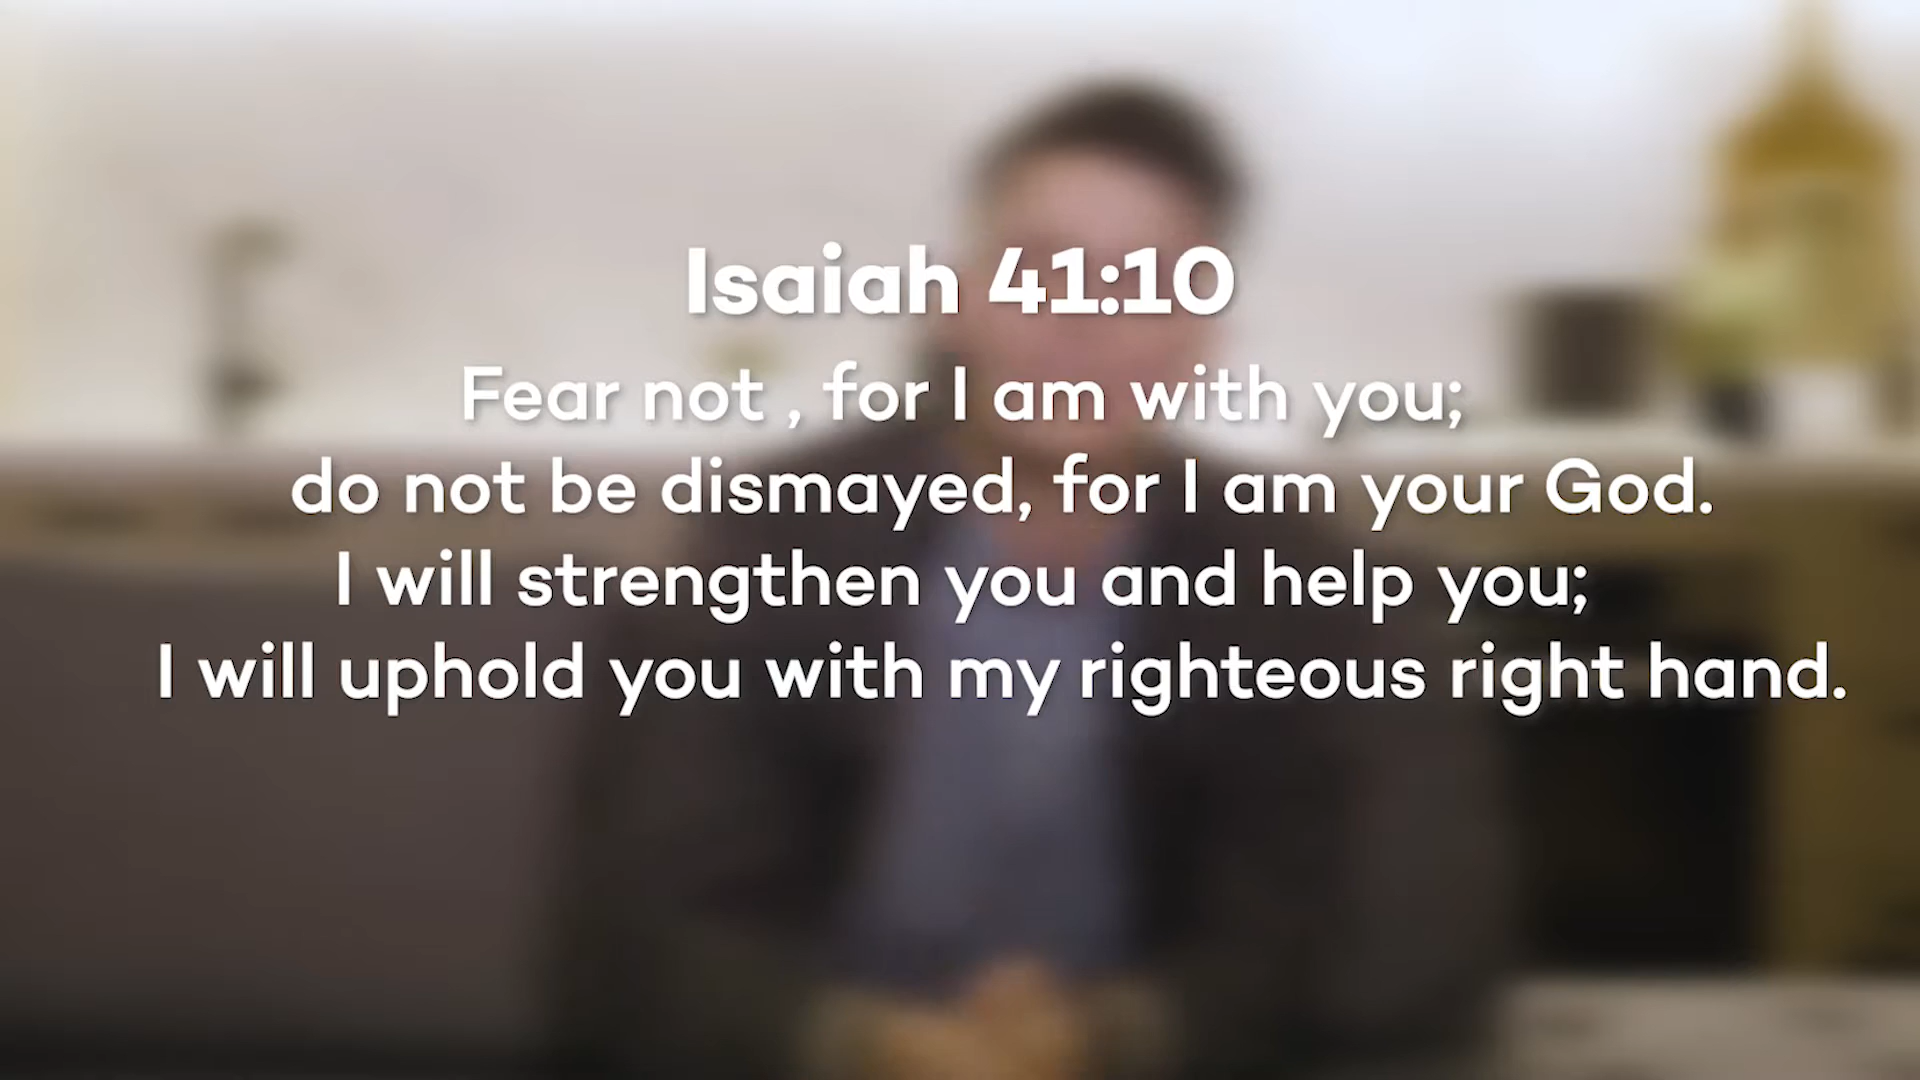 Isaiah 41:10
Fear not , for I am with you;
do not be dismayed, for I am your God.
I will strengthen you and help you;
I will uphold you with my righteous right hand.